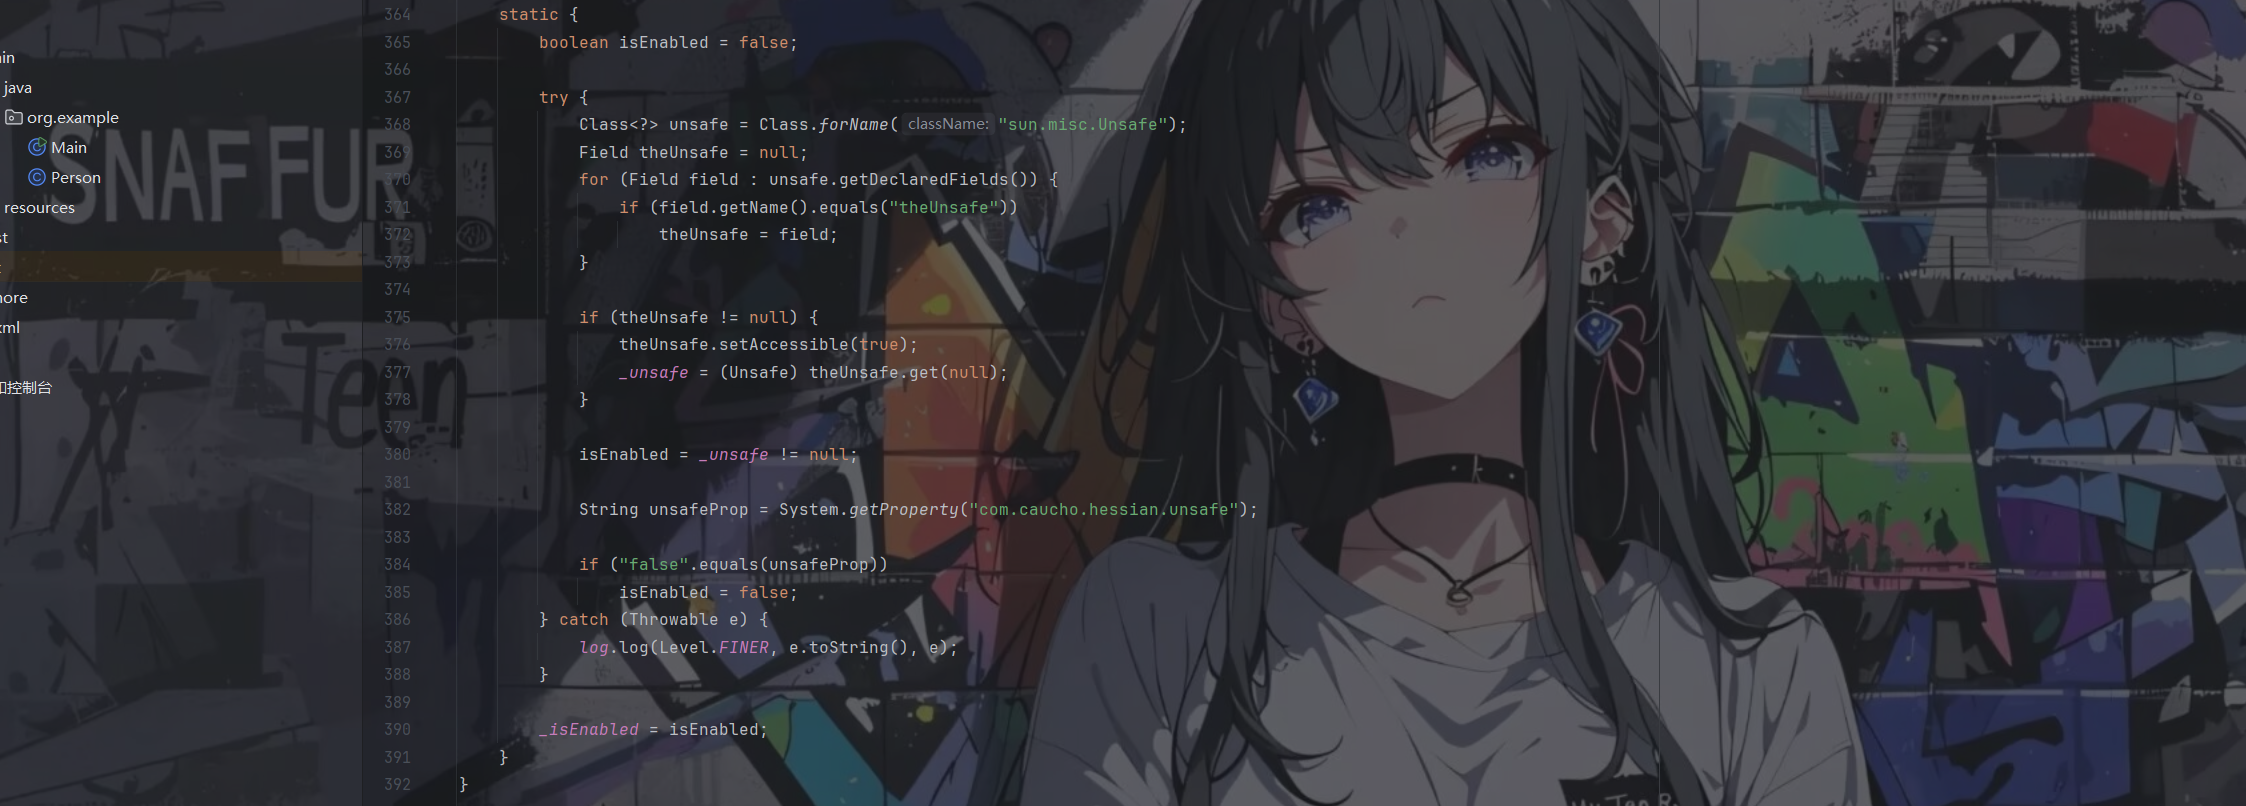 in
java
org.example
Main
Person
resources
st
ore
xml
和控制台
SNAF FUR
Teen
364 static {
365 boolean isEnabled = false;
366
367 try {
368 Class<?> unsafe = Class.forName( className: "sun.misc.Unsafe");
369 Field theUnsafe = null;
370 for (Field field : unsafe.getDeclaredFields()) {
371 if (field.getName().equals("theUnsafe"))
372 theUnsafe = field;
373 }
374
375 if (theUnsafe != null) {
376 theUnsafe.setAccessible(true);
377 _unsafe = (Unsafe) theUnsafe.get(null);
378 }
379
380 isEnabled = _unsafe != null;
381
382 String unsafeProp = System.getProperty("com.caucho.hessian.unsafe");
383
384 if ("false".equals(unsafeProp))
385 isEnabled = false;
386 } catch (Throwable e) {
387 log.log(Level.FINER, e.toString(), e);
388 }
389
390 _isEnabled = isEnabled;
391 }
392 }